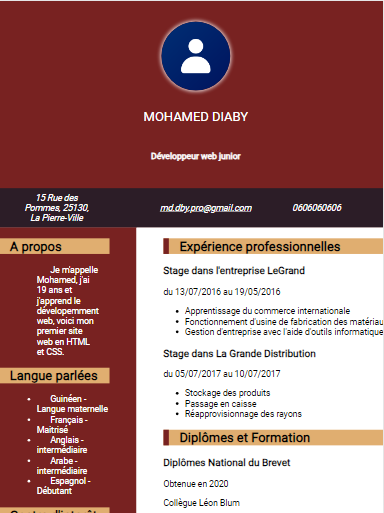 MOHAMED DIABY
Développeur web junior
15 Rue des
Pommes, 25130,
La Pierre-Ville
md.dby.pro@gmail.com
0606060606
A propos
Je m'appelle
Mohamed, j'ai
19 ans et
j'apprend le
dévelopemment
web, voici mon
premier site
web en HTML
et CSS.
Langue parlées
Guinéen -
Langue maternelle
Français -
Maitrisé
Anglais -
intermédiaire
Arabe -
intermédiaire
Espagnol -
Débutant
Expérience professionnelles
Stage dans l'entreprise LeGrand
du 13/07/2016 au 19/05/2016
Apprentissage du commerce internationale
Fonctionnement d'usine de fabrication des matériau
Gestion d'entreprise avec l'aide d'outils informatique
Stage dans La Grande Distribution
du 05/07/2017 au 10/07/2017
Stockage des produits
Passage en caisse
Réapprovisionnage des rayons
Diplômes et Formation
Diplômes National du Brevet
Obtenue en 2020
Collègue Léon Blum